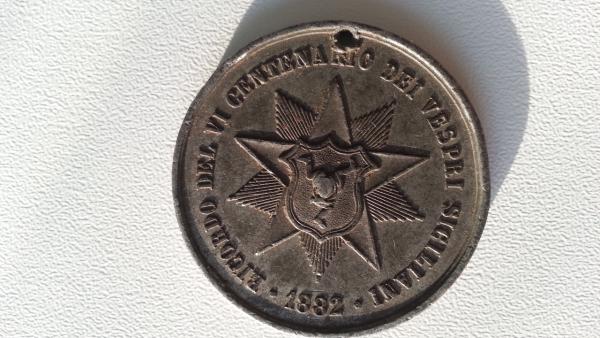 RICORDO DEL VI CENTENARIO DEI VESPRI SICILIANI
· 1882 ·